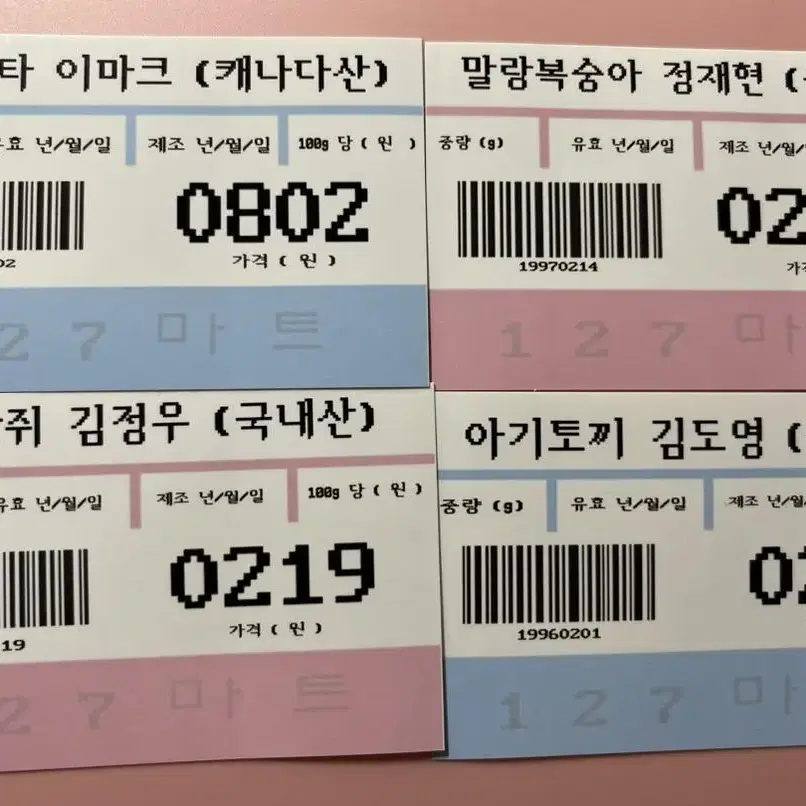 타 이마크 (캐나다산)
유효 년/월/일 제조 년/월/일 100g 당 ( 원 )
0802
02
가격 ( 원 )
2 7 마 트
말랑복숭아 정재현 (
중량 (g) 유효 년/월/일 제조 년/월/
02
19970214
가격
1 2 7 마
쥐 김정우 (국내산)
유효 년/월/일 제조 년/월/일 100g 당 ( 원 )
0219
19
가격 ( 원 )
2 7 마 트
아기토끼 김도영 (
중량 (g) 유효 년/월/일 제조 년/월/
02
19960201
1 2 7 마